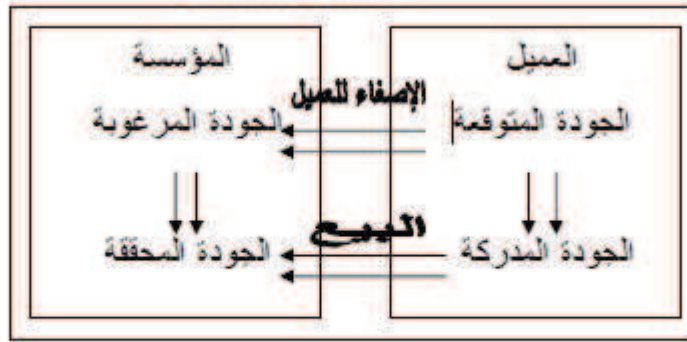 العميل
المؤسسة
الإصغاء للعميل
الجودة المتوقعة
الجودة المرغوبة
البيع
الجودة المدركة
الجودة المحققة